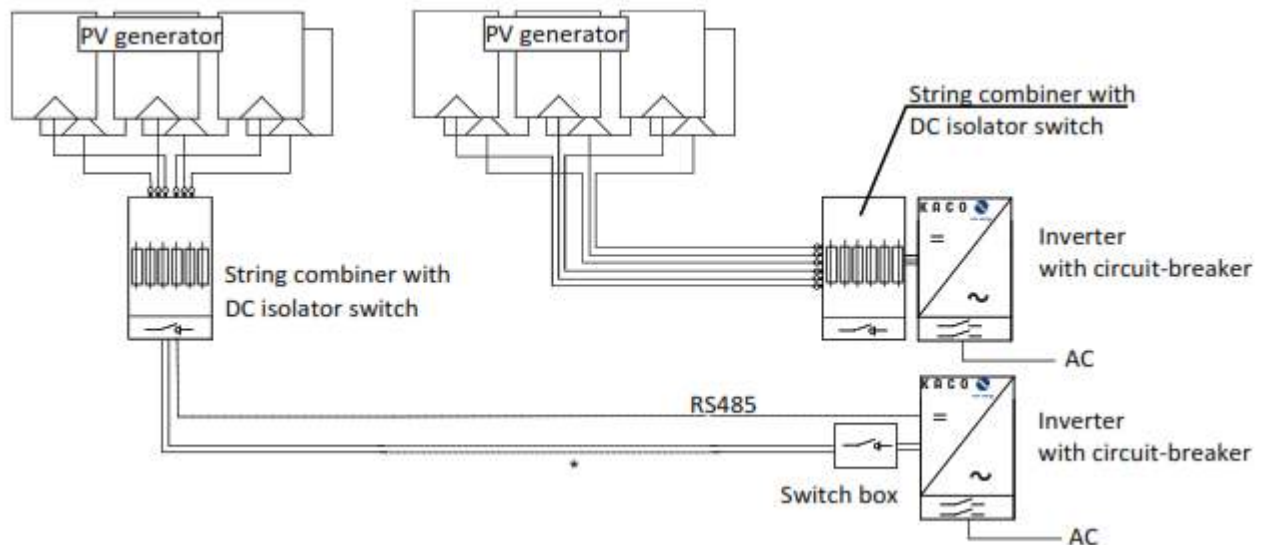 PV generator
PV generator
String combiner with
DC isolator switch
KACO
Inverter
with circuit-breaker
String combiner with
DC isolator switch
AC
KACO
RS485
Inverter
with circuit-breaker
*
Switch box
AC